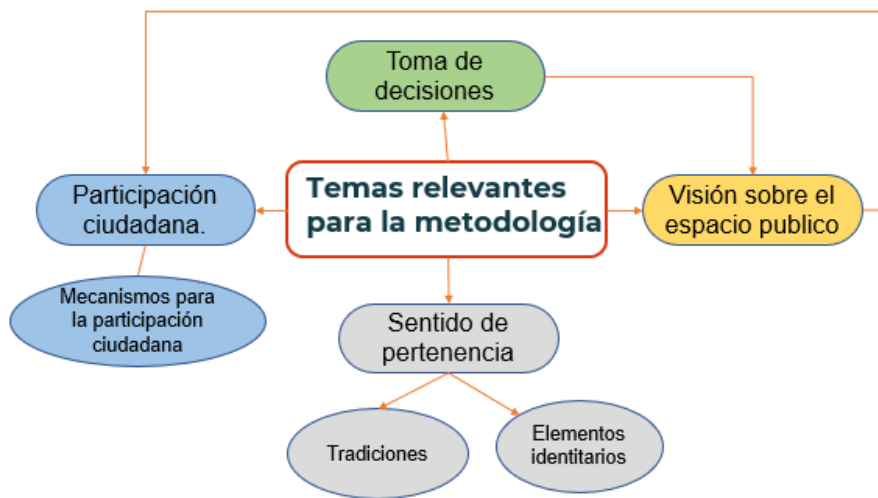 Toma de
decisiones
Participación
ciudadana.
Temas relevantes
para la metodología
Visión sobre el
espacio publico
Mecanismos para
la participación
ciudadana
Sentido de
pertenencia
Tradiciones
Elementos
identitarios